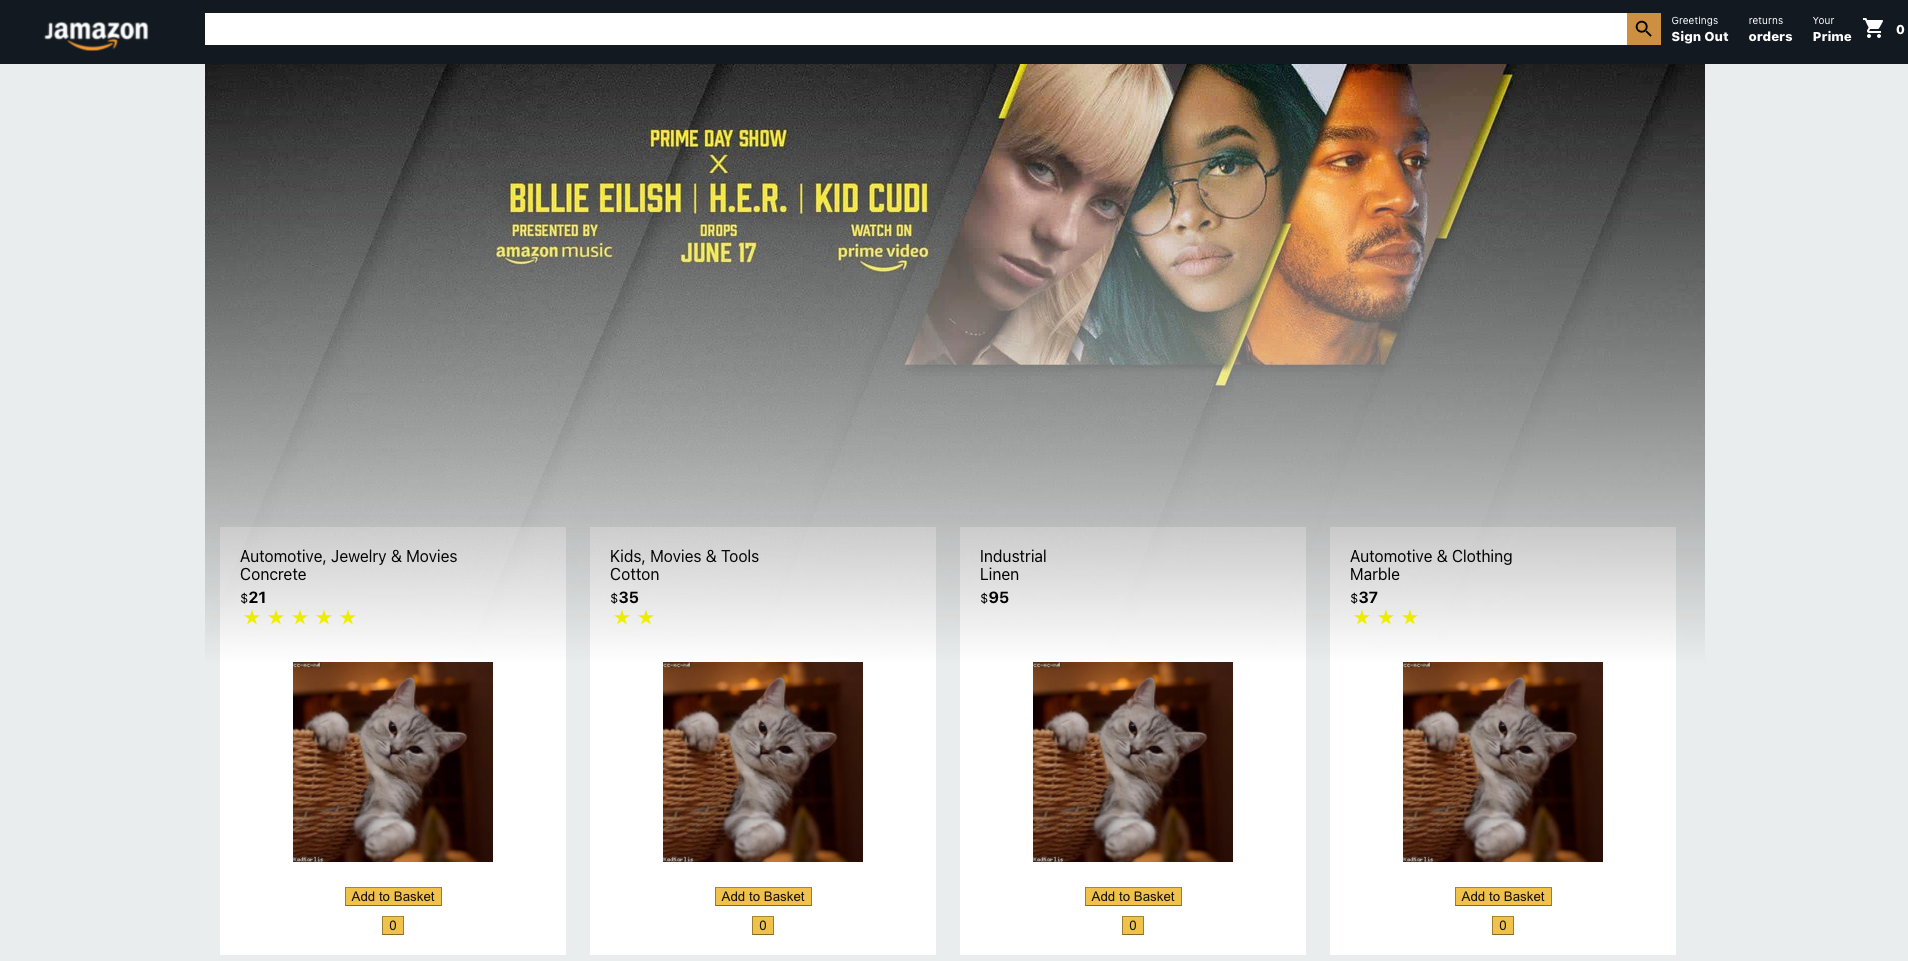 Jamazon
Greetings
Sign Out
returns
orders
Your
Prime
0
PRIME DAY SHOW
X
BILLIE EILISH | H.E.R. | KID CUDI
PRESENTED BY
amazon music
DROPS
JUNE 17
WATCH ON
prime video
Automotive, Jewelry & Movies
Concrete
$21
Add to Basket
0
Kids, Movies & Tools
Cotton
$35
Add to Basket
0
Industrial
Linen
$95
Add to Basket
0
Automotive & Clothing
Marble
$37
Add to Basket
0